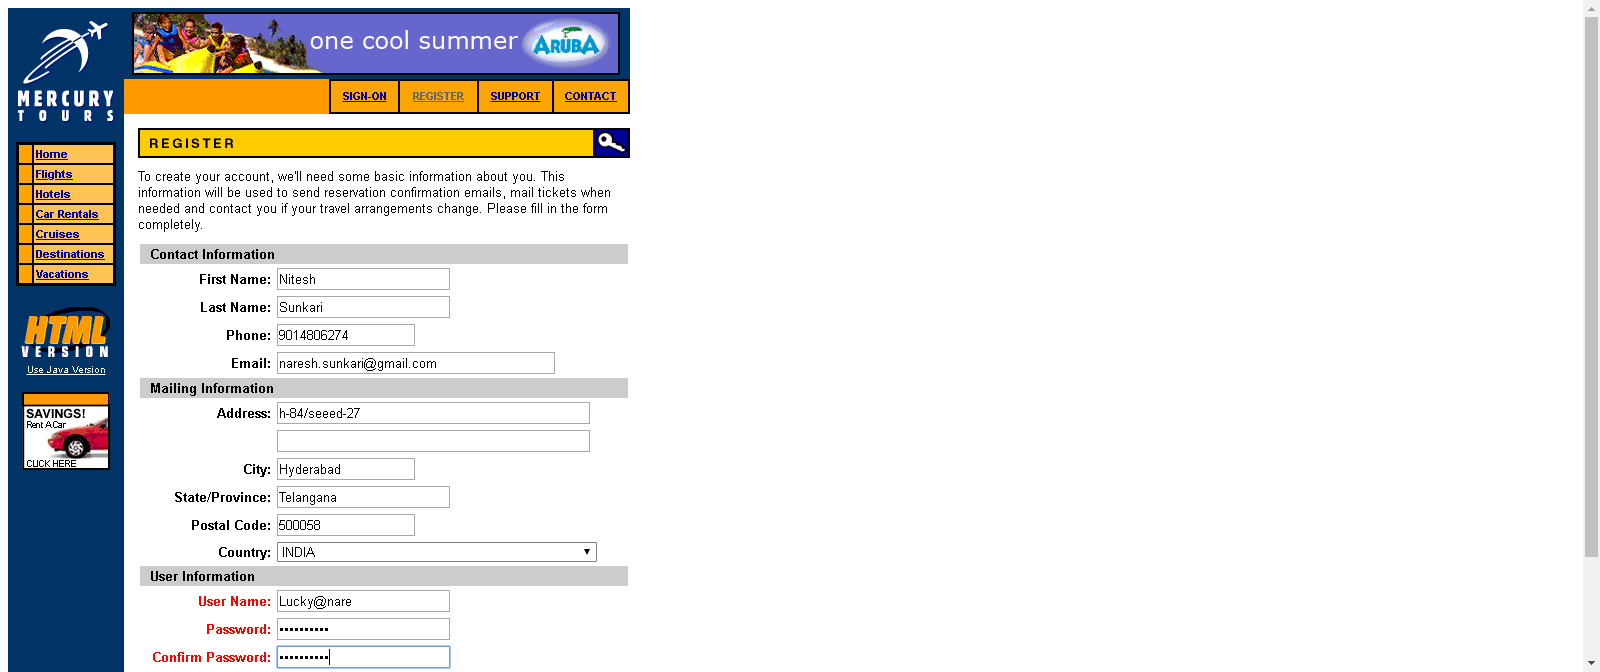 one cool summer ARUBA
MERCURY
TOURS
SIGN-ON REGISTER SUPPORT CONTACT
REGISTER
Home
Flights
Hotels
Car Rentals
Cruises
Destinations
Vacations
HTML
VERSION
Use Java Version
SAVINGS!
Rent A Car
CLICK HERE
To create your account, we'll need some basic information about you. This
information will be used to send reservation confirmation emails, mail tickets when
needed and contact you if your travel arrangements change. Please fill in the form
completely.
Contact Information
First Name: Nitesh
Last Name: Sunkari
Phone: 9014806274
Email: naresh.sunkari@gmail.com
Mailing Information
Address: h-84/seeed-27
City: Hyderabad
State/Province: Telangana
Postal Code: 500058
Country: INDIA
User Information
User Name: Lucky@nare
Password: ••••••••••
Confirm Password: ••••••••••